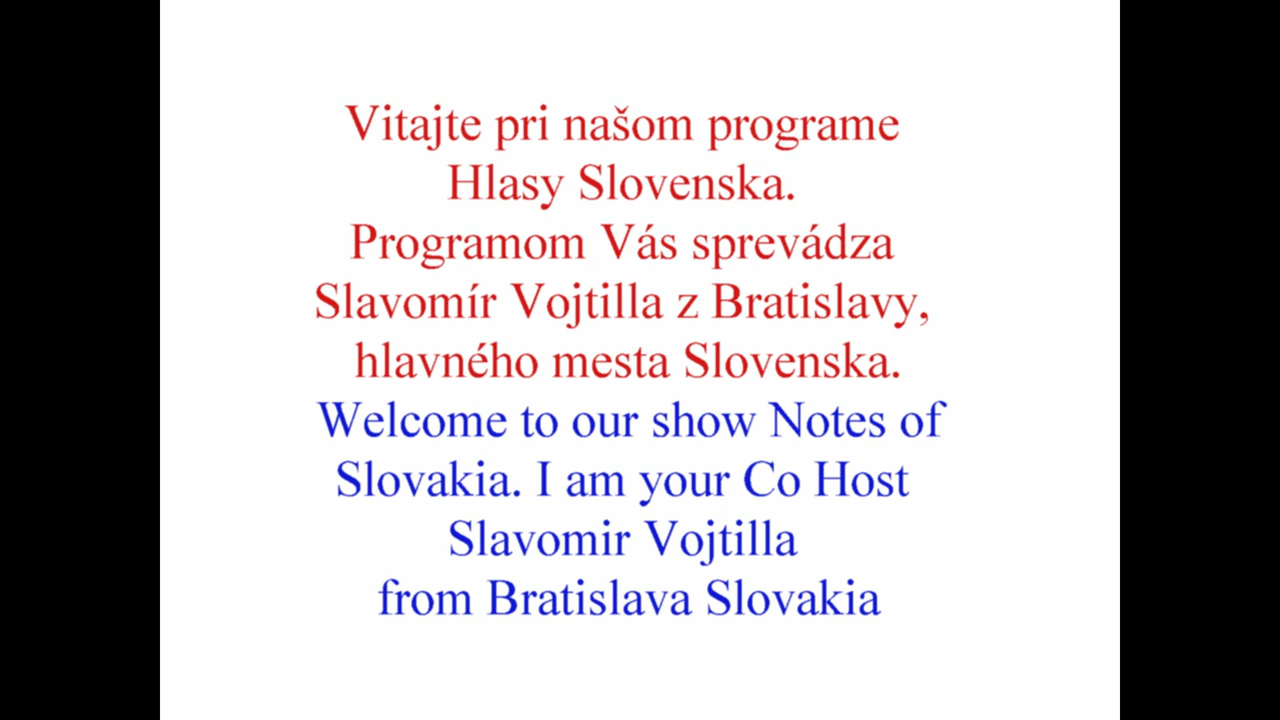 Vitajte pri našom programe
Hlasy Slovenska.
Programom Vás sprevádza
Slavomír Vojtilla z Bratislavy,
hlavného mesta Slovenska.
Welcome to our show Notes of
Slovakia. I am your Co Host
Slavomir Vojtilla
from Bratislava Slovakia